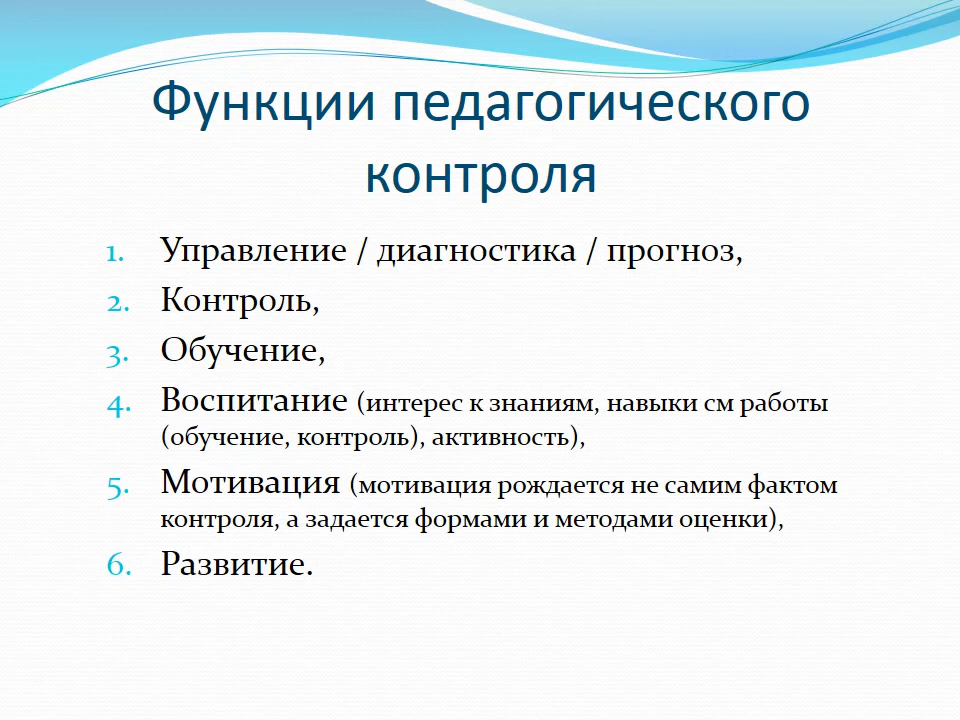 Функции педагогического
контроля
1. Управление / диагностика / прогноз,
2. Контроль,
3. Обучение,
4. Воспитание (интерес к знаниям, навыки см работы
(обучение, контроль), активность),
5. Мотивация (мотивация рождается не самим фактом
контроля, а задается формами и методами оценки),
6. Развитие.